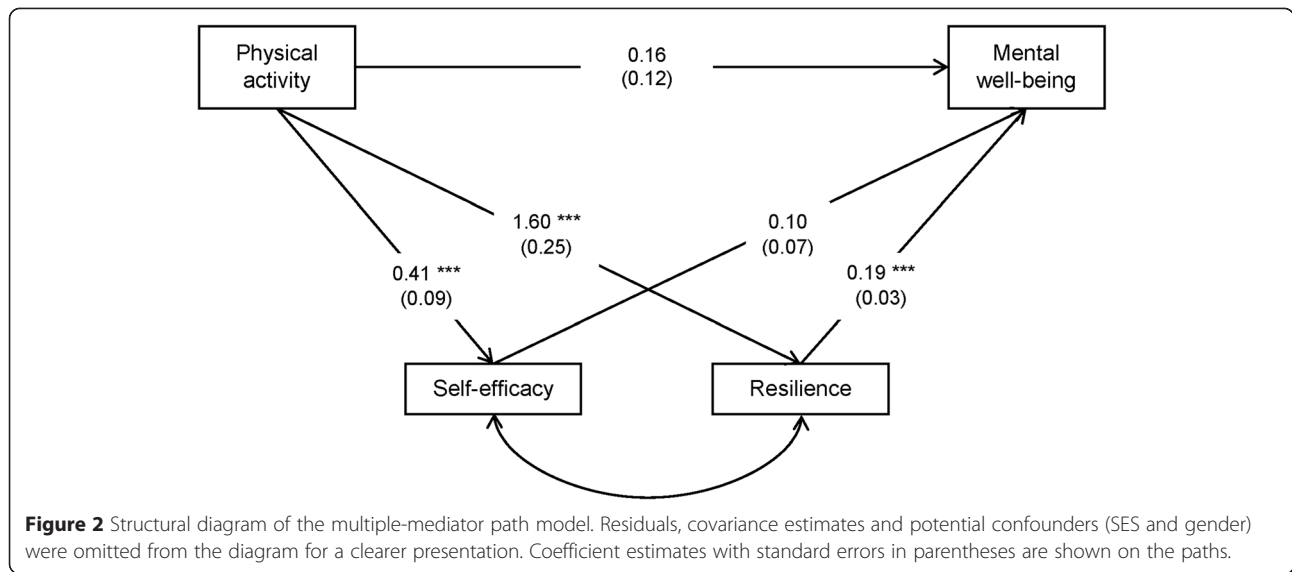 Physical
activity
0.16
(0.12)
Mental
well-being
1.60 ***
(0.25)
0.10
(0.07)
0.41 ***
(0.09)
0.19 ***
(0.03)
Self-efficacy
Resilience
Figure 2 Structural diagram of the multiple-mediator path model. Residuals, covariance estimates and potential confounders (SES and gender)
were omitted from the diagram for a clearer presentation. Coefficient estimates with standard errors in parentheses are shown on the paths.